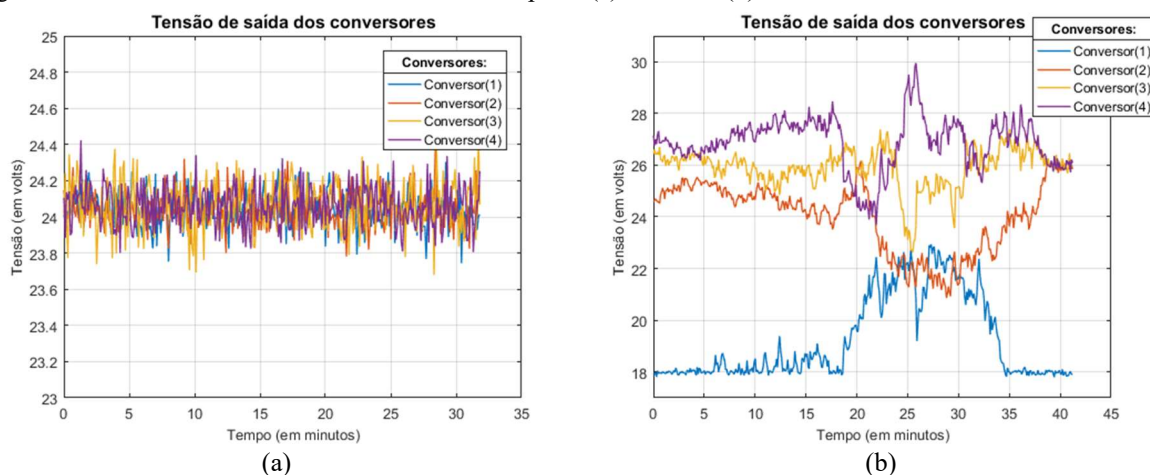 Tensão de saída dos conversores
25
24.8
24.6
24.4
24.2
24
23.8
23.6
23.4
23.2
23
Tensão (em volts)
0 5 10 15 20 25 30 35
Tempo (em minutos)
Conversores:
Conversor(1)
Conversor(2)
Conversor(3)
Conversor(4)
(a)
Tensão de saída dos conversores
30
28
26
24
22
20
18
Tensão (em volts)
0 5 10 15 20 25 30 35 40 45
Tempo (em minutos)
Conversores:
Conversor(1)
Conversor(2)
Conversor(3)
Conversor(4)
(b)